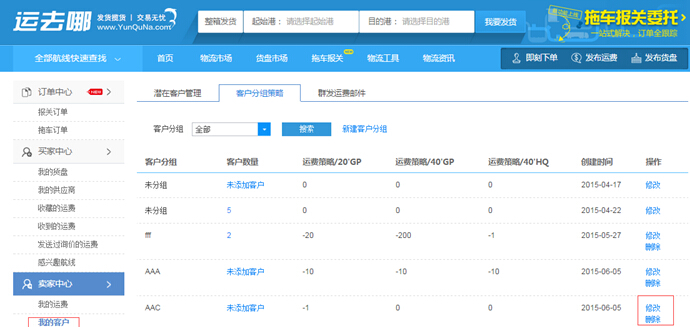 运去哪 发货揽货 | 交易无忧
www.YunQuNa.com
整箱发货 起始港： 请选择起始港 目的港： 请选择目的港 我要发货
拖车报关委托
一站式解决，订单全跟踪
全部航线快速查找 首页 物流市场 货盘市场 拖车报关 物流工具 物流资讯 即刻下单 发布运费 发布货盘
订单中心 NEW
报关订单
拖车订单
买家中心
我的货盘
我的供应商
收藏的运费
收到的运费
发送过询价的运费
感兴趣航线
卖家中心
我的运费
我的客户
潜在客户管理 客户分组策略 群发运费邮件
客户分组 全部 搜索 新建客户分组
客户分组 客户数量 运费策略/20'GP 运费策略/40'GP 运费策略/40'HQ 创建时间 操作
未分组 未添加客户 0 0 0 2015-04-17 修改
未分组 5 0 0 0 2015-04-22 修改
fff 2 -20 -200 -1 2015-05-27 修改
删除
AAA 未添加客户 -10 -10 -10 2015-06-05 修改
删除
AAC 未添加客户 -1 0 0 2015-06-05 修改
删除